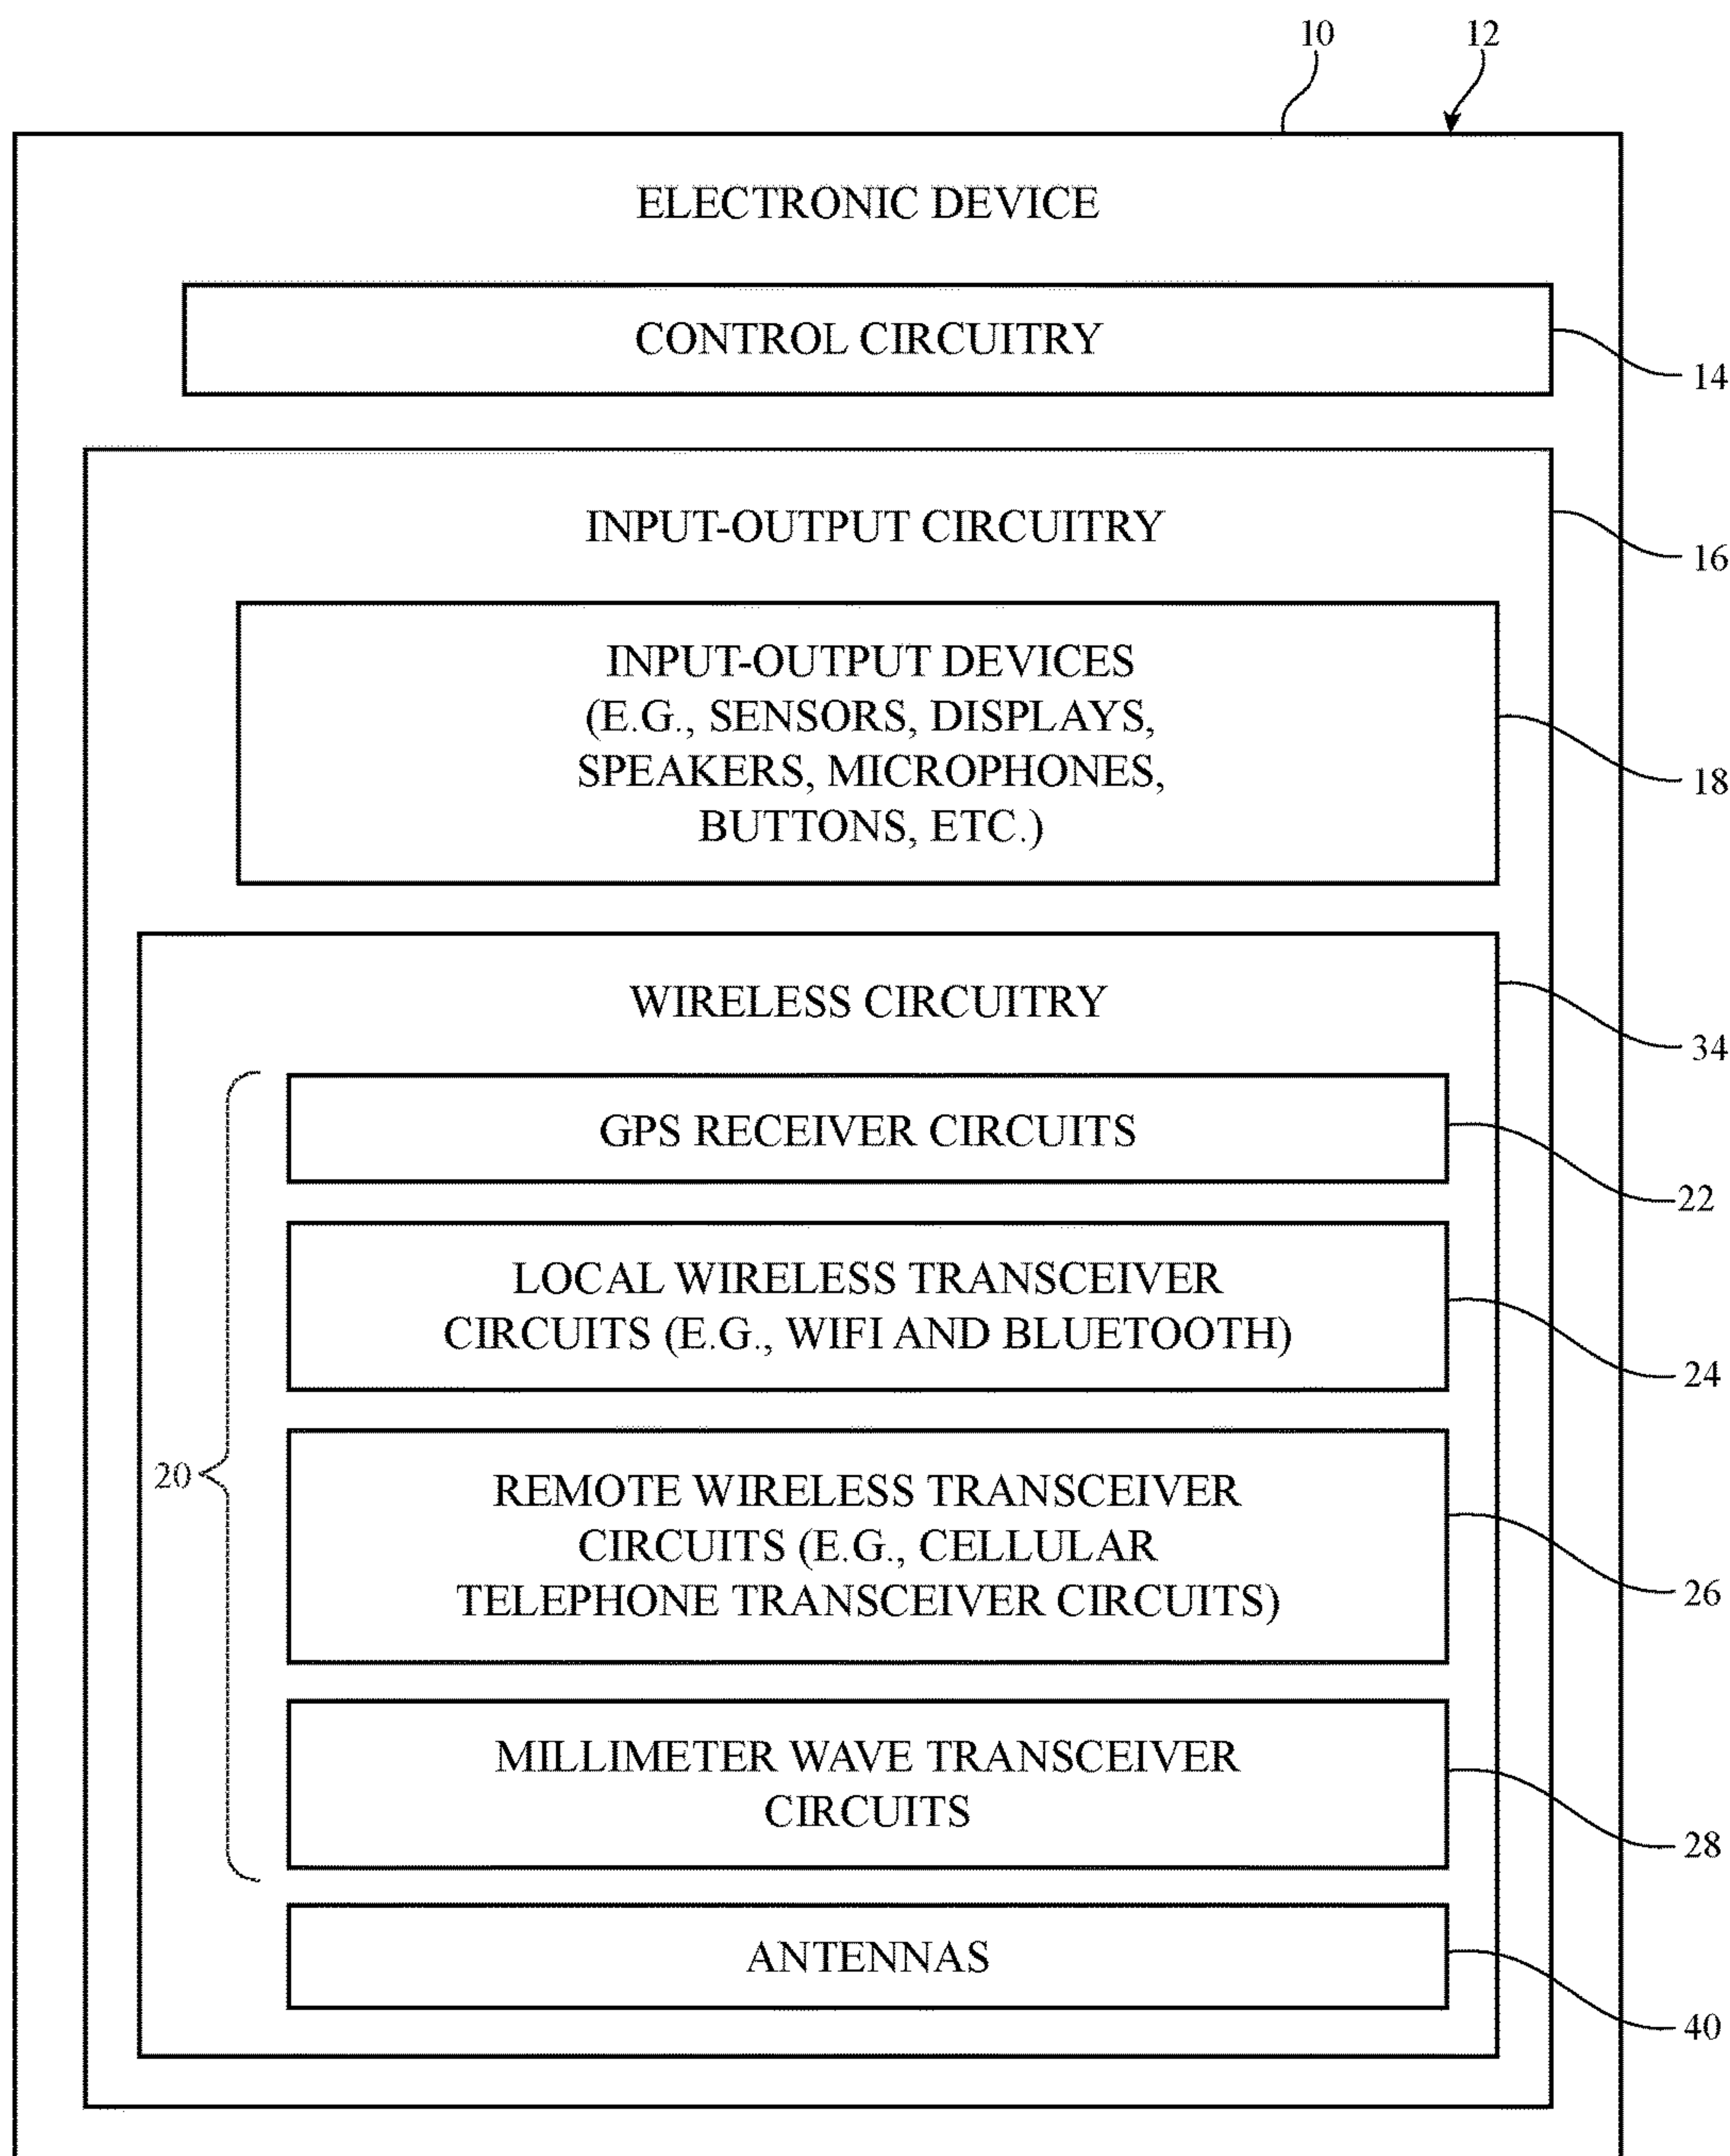 10
12
ELECTRONIC DEVICE
CONTROL CIRCUITRY
14
INPUT-OUTPUT CIRCUITRY
16
INPUT-OUTPUT DEVICES
(E.G., SENSORS, DISPLAYS,
SPEAKERS, MICROPHONES,
BUTTONS, ETC.)
18
WIRELESS CIRCUITRY
34
GPS RECEIVER CIRCUITS
22
LOCAL WIRELESS TRANSCEIVER
CIRCUITS (E.G., WIFI AND BLUETOOTH)
24
20
REMOTE WIRELESS TRANSCEIVER
CIRCUITS (E.G., CELLULAR
TELEPHONE TRANSCEIVER CIRCUITS)
26
MILLIMETER WAVE TRANSCEIVER
CIRCUITS
28
ANTENNAS
40